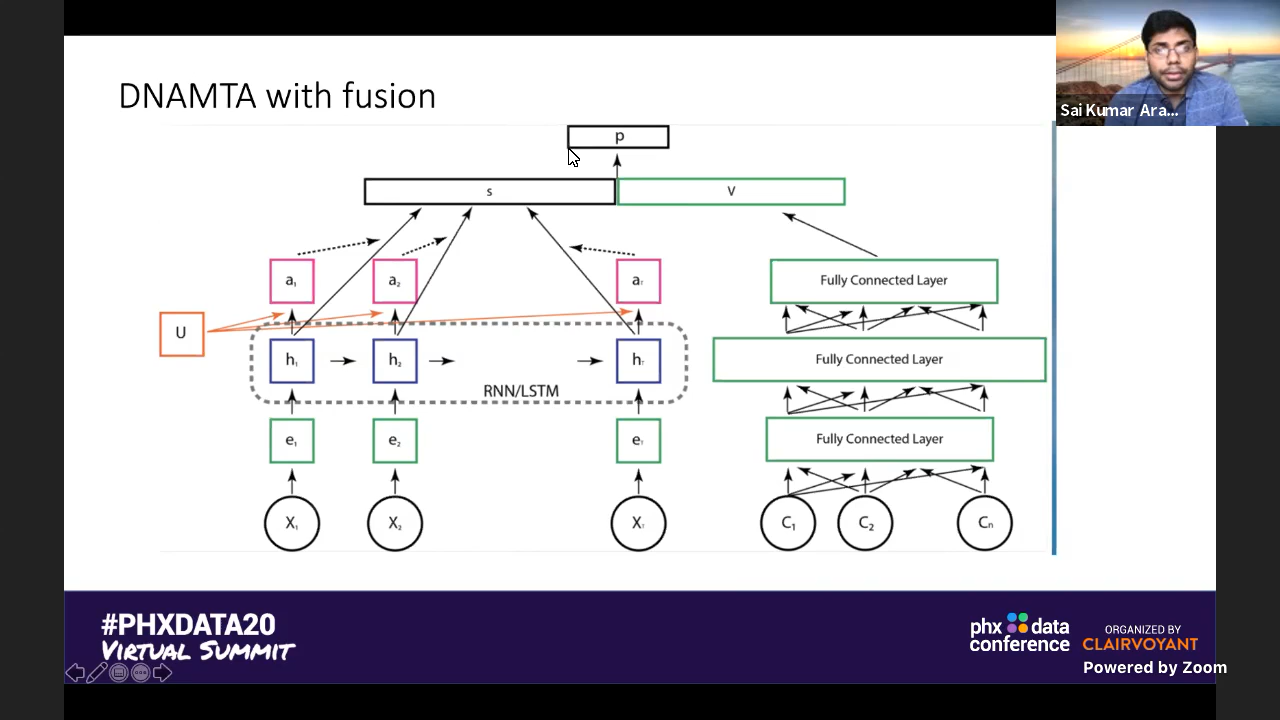 Sai Kumar Ara...
DNAMTA with fusion
p
s
V
a₁
a₂
aₜ
Fully Connected Layer
U
h₁
h₂
hₜ
Fully Connected Layer
RNN/LSTM
e₁
e₂
eₜ
Fully Connected Layer
X₁
X₂
Xₜ
C₁
C₂
Cₙ
#PHXDATA20
VIRTUAL SUMMIT
phx data
conference
ORGANIZED BY
CLAIRVOYANT
Powered by Zoom